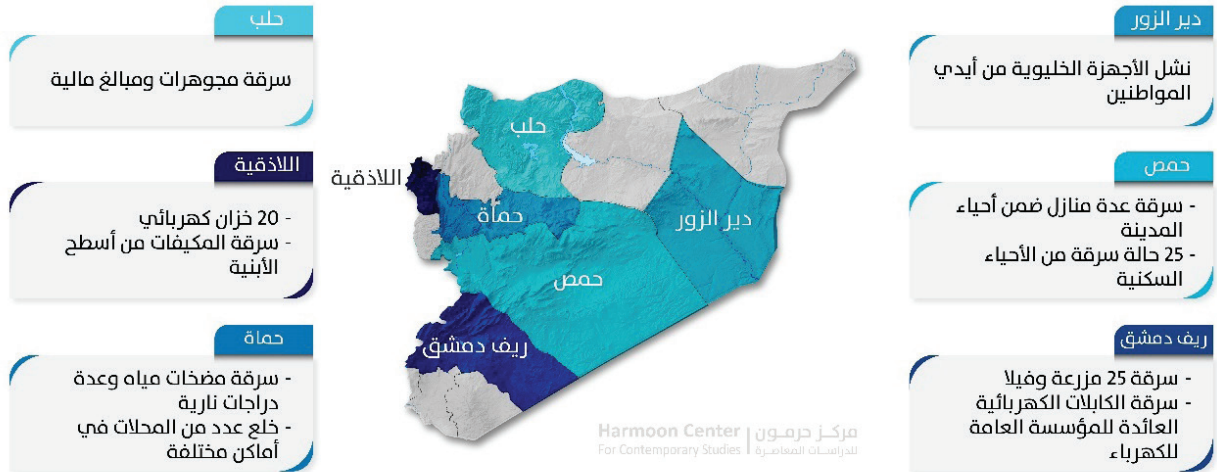 دير الزور
نشل الأجهزة الخليوية من أيدي
المواطنين
حمص
- سرقة عدة منازل ضمن أحياء
المدينة
- 25 حالة سرقة من الأحياء
السكنية
ريف دمشق
- سرقة 25 مزرعة وفيلا
- سرقة الكابلات الكهربائية
العائدة للمؤسسة العامة
للكهرباء
حلب
اللاذقية
حماة
دير الزور
حمص
ريف دمشق
مركز حرمون | Harmoon Center
للدراسات المعاصرة | For Contemporary Studies
حلب
سرقة مجوهرات ومبالغ مالية
اللاذقية
- 20 خزان كهربائي
- سرقة المكيفات من أسطح
الأبنية
حماة
- سرقة مضخات مياه وعدة
دراجات نارية
- خلع عدد من المحلات في
أماكن مختلفة